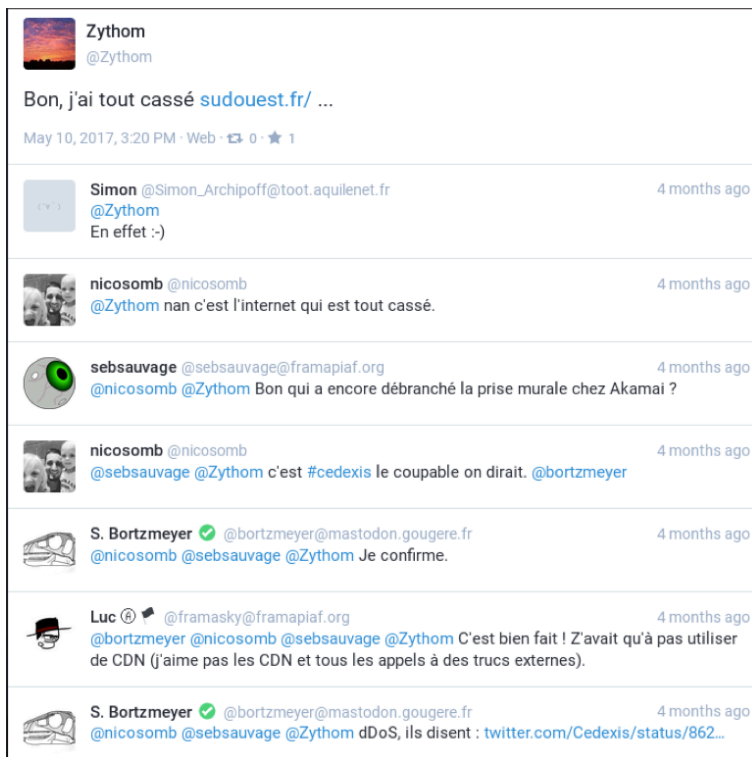 Zythom
@Zythom
Bon, j'ai tout cassé sudouest.fr/ ...
May 10, 2017, 3:20 PM · Web · 0 · 1
Simon @Simon_Archipoff@toot.aquilenet.fr 4 months ago
@Zythom
En effet :-)
nicosomb @nicosomb 4 months ago
@Zythom nan c'est l'internet qui est tout cassé.
sebsauvage @sebsauvage@framapiaf.org 4 months ago
@nicosomb @Zythom Bon qui a encore débranché la prise murale chez Akamai ?
nicosomb @nicosomb 4 months ago
@sebsauvage @Zythom c'est #cedexis le coupable on dirait. @bortzmeyer
S. Bortzmeyer @bortzmeyer@mastodon.gougere.fr 4 months ago
@nicosomb @sebsauvage @Zythom Je confirme.
Luc Ⓐ 🏴 @framasky@framapiaf.org 4 months ago
@bortzmeyer @nicosomb @sebsauvage @Zythom C'est bien fait ! Z'avait qu'à pas utiliser
de CDN (j'aime pas les CDN et tous les appels à des trucs externes).
S. Bortzmeyer @bortzmeyer@mastodon.gougere.fr 4 months ago
@nicosomb @sebsauvage @Zythom dDoS, ils disent : twitter.com/Cedexis/status/862...